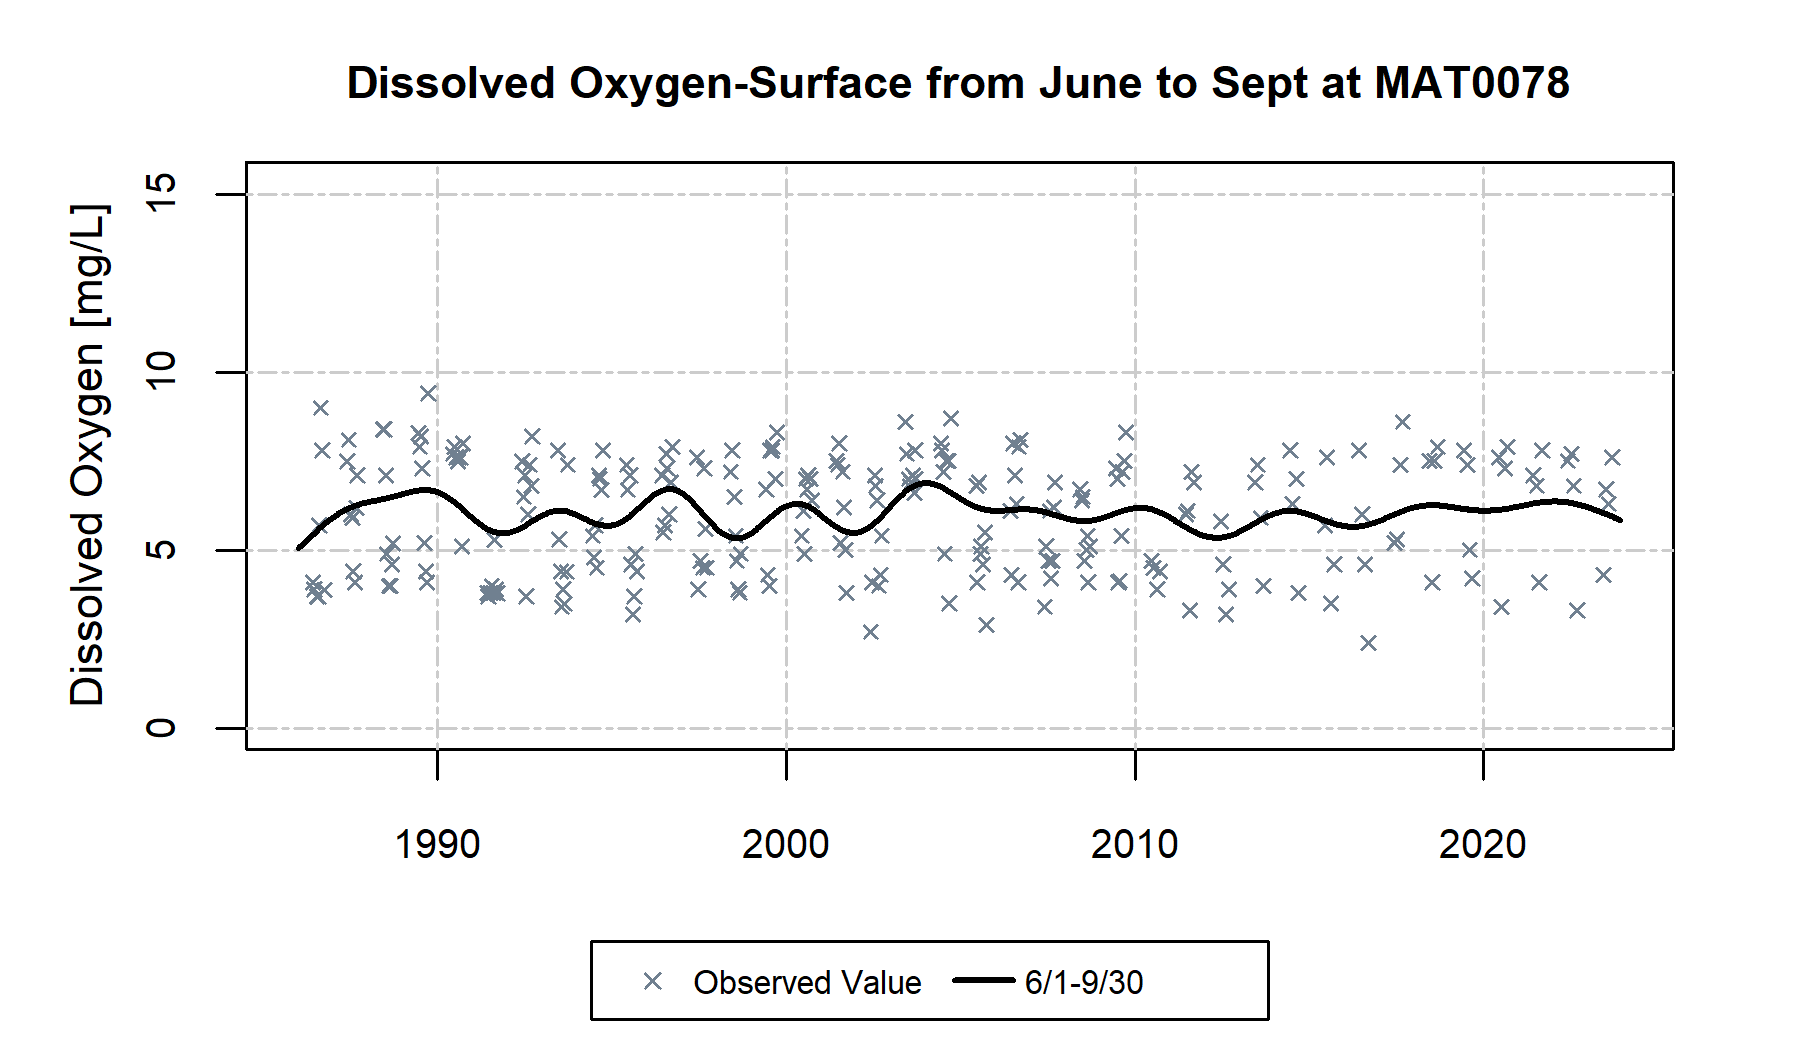 Dissolved Oxygen-Surface from June to Sept at MAT0078
Dissolved Oxygen [mg/L]
15
10
5
0
1990 2000 2010 2020
Observed Value 6/1-9/30